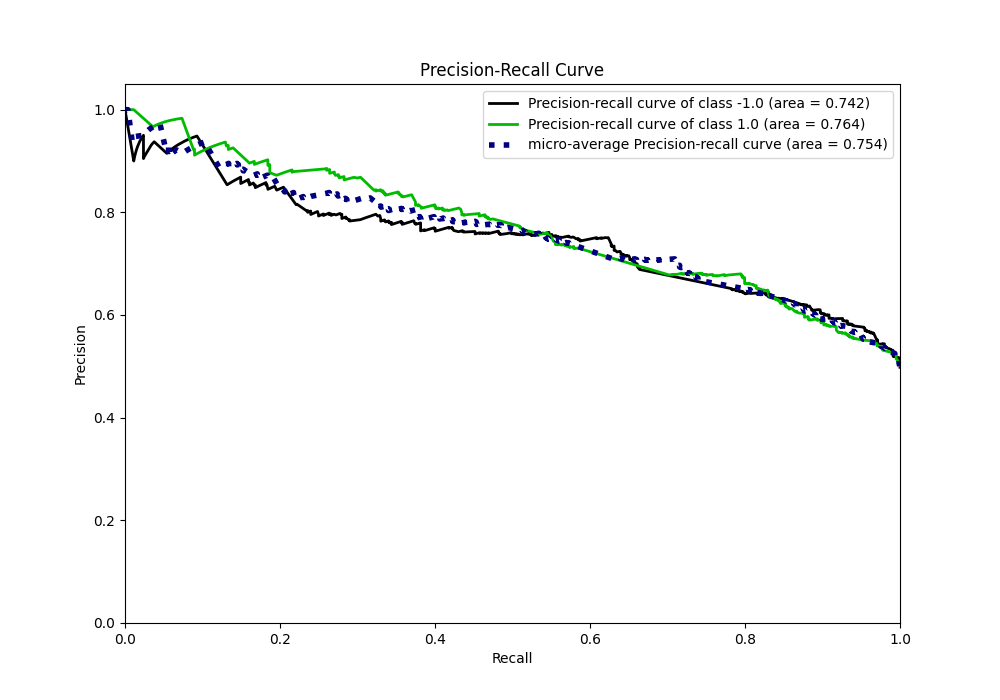 Precision-Recall Curve
Precision-recall curve of class -1.0 (area = 0.742)
Precision-recall curve of class 1.0 (area = 0.764)
micro-average Precision-recall curve (area = 0.754)
1.0
0.8
0.6
0.4
0.2
0.0
Precision
0.0 0.2 0.4 0.6 0.8 1.0
Recall